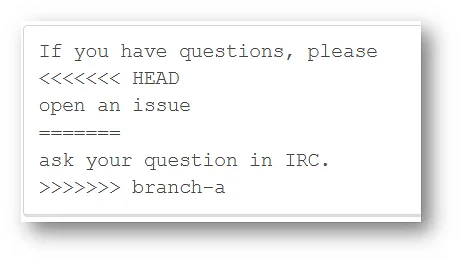 If you have questions, please
<<<<<<< HEAD
open an issue
=======
ask your question in IRC.
>>>>>>> branch-a